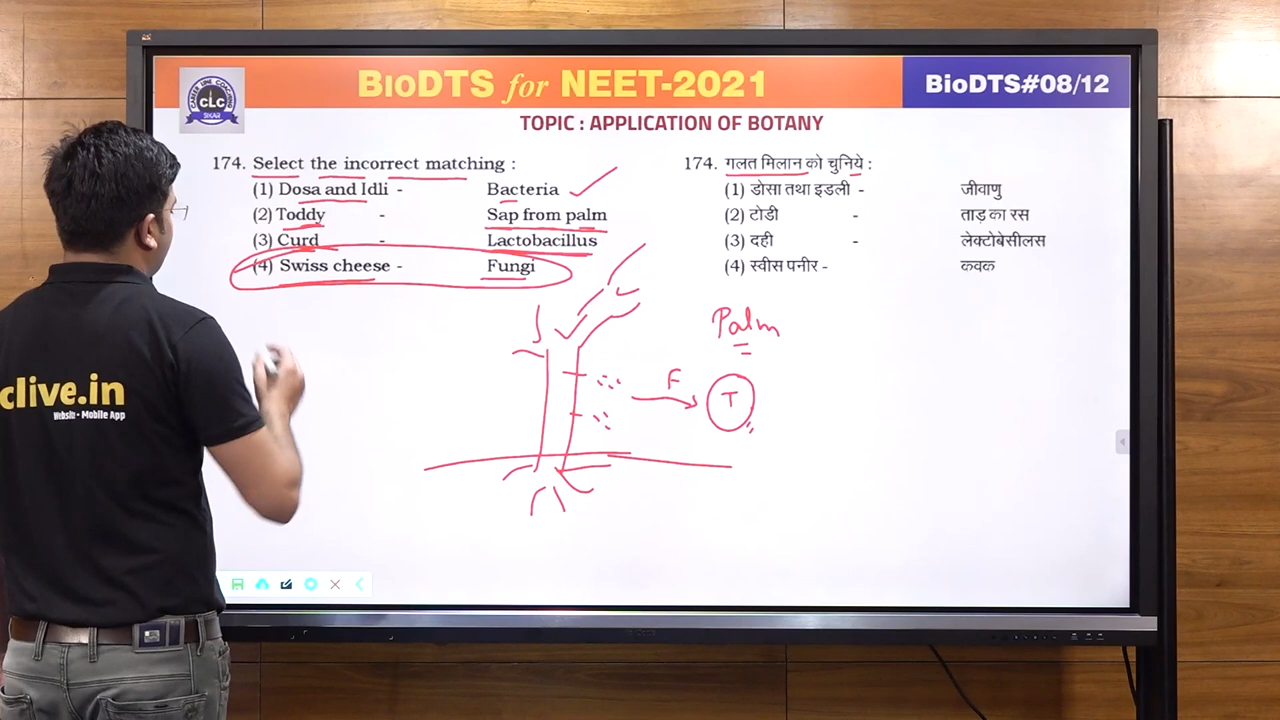 BIODTS for NEET-2021
BIODTS#08/12
CLC
SIKAR
TOPIC : APPLICATION OF BOTANY
174. Select the incorrect matching :
(1) Dosa and Idli - Bacteria
(2) Toddy - Sap from palm
(3) Curd - Lactobacillus
(4) Swiss cheese - Fungi
174. गलत मिलान को चुनिये :
(1) डोसा तथा इडली - जीवाणु
(2) टोडी - ताड़ का रस
(3) दही - लेक्टोबेसीलस
(4) स्वीस पनीर - कवक
Palm
F
T
clive.in
Website - Mobile App